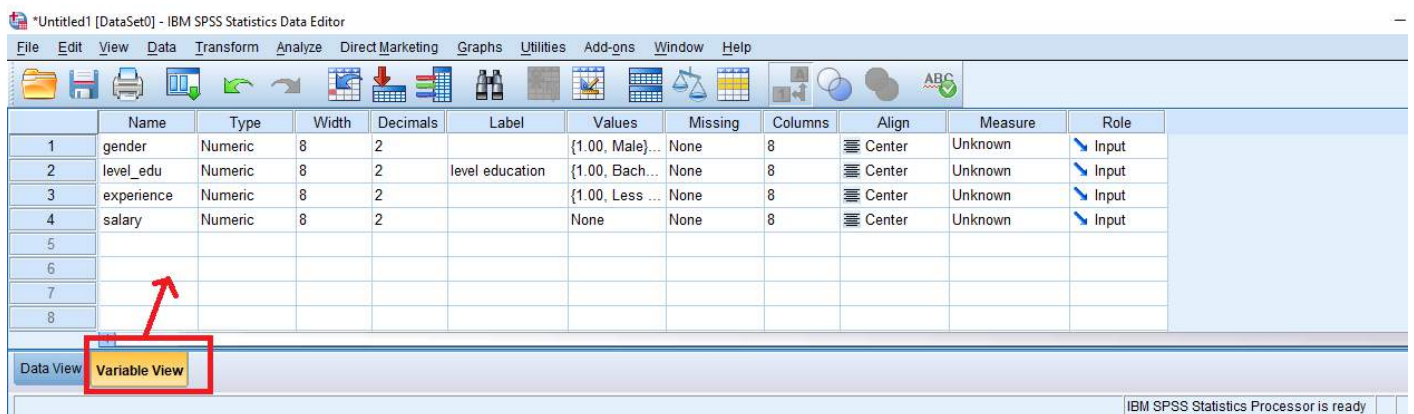 *Untitled1 [DataSet0] - IBM SPSS Statistics Data Editor
File Edit View Data Transform Analyze Direct Marketing Graphs Utilities Add-ons Window Help
A
1
ABC
Name Type Width Decimals Label Values Missing Columns Align Measure Role
1 gender Numeric 8 2 {1.00, Male}... None 8 Center Unknown Input
2 level_edu Numeric 8 2 level education {1.00, Bach... None 8 Center Unknown Input
3 experience Numeric 8 2 {1.00, Less ... None 8 Center Unknown Input
4 salary Numeric 8 2 None None 8 Center Unknown Input
5
6
7
8
Data View Variable View
IBM SPSS Statistics Processor is ready